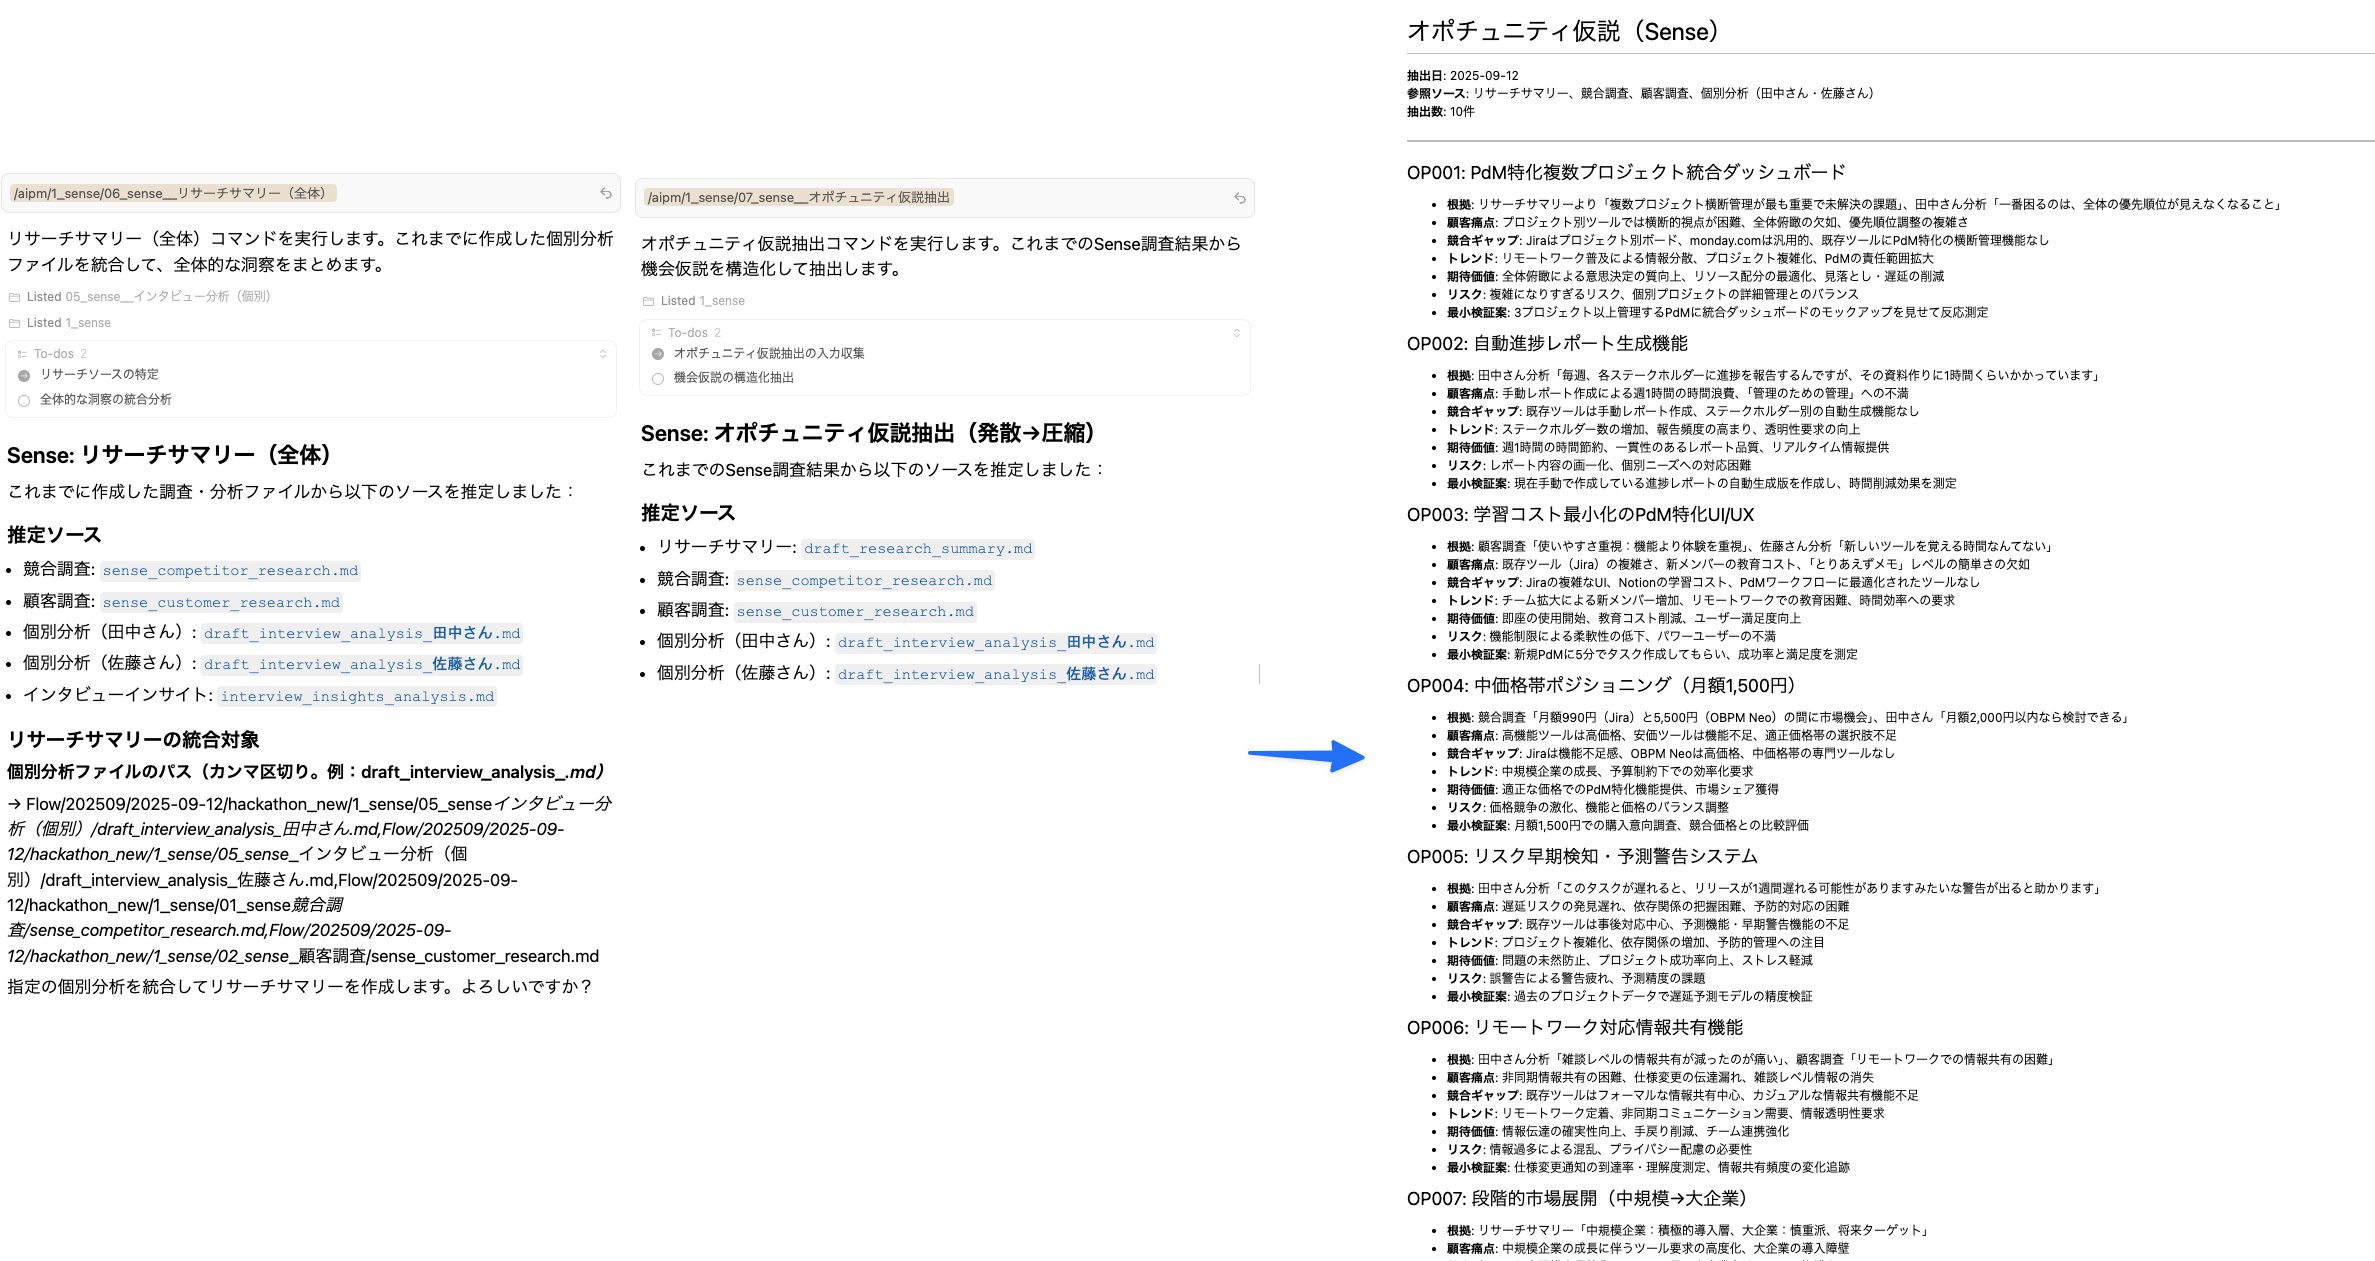 /aipm/1_sense/06_sense__リサーチサマリー（全体）
リサーチサマリー（全体）コマンドを実行します。これまでに作成した個別分析
ファイルを統合して、全体的な洞察をまとめます。
Listed 05_sense__インタビュー分析（個別）
Listed 1_sense
To-dos 2
リサーチソースの特定
全体的な洞察の統合分析
Sense: リサーチサマリー（全体）
これまでに作成した調査・分析ファイルから以下のソースを推定しました：
推定ソース
• 競合調査: sense_competitor_research.md
• 顧客調査: sense_customer_research.md
• 個別分析（田中さん）: draft_interview_analysis_田中さん.md
• 個別分析（佐藤さん）: draft_interview_analysis_佐藤さん.md
• インタビューインサイト: interview_insights_analysis.md
リサーチサマリーの統合対象
個別分析ファイルのパス（カンマ区切り。例：draft_interview_analysis_.md）
→ Flow/202509/2025-09-12/hackathon_new/1_sense/05_senseインタビュー分
析（個別）/draft_interview_analysis_田中さん.md,Flow/202509/2025-09-
12/hackathon_new/1_sense/05_sense_インタビュー分析（個
別）/draft_interview_analysis_佐藤さん.md,Flow/202509/2025-09-
12/hackathon_new/1_sense/01_sense競合調
査/sense_competitor_research.md,Flow/202509/2025-09-
12/hackathon_new/1_sense/02_sense_顧客調査/sense_customer_research.md
指定の個別分析を統合してリサーチサマリーを作成します。よろしいですか？
/aipm/1_sense/07_sense__オポチュニティ仮説抽出
オポチュニティ仮説抽出コマンドを実行します。これまでのSense調査結果から
機会仮説を構造化して抽出します。
Listed 1_sense
To-dos 2
オポチュニティ仮説抽出の入力収集
機会仮説の構造化抽出
Sense: オポチュニティ仮説抽出（発散→圧縮）
これまでのSense調査結果から以下のソースを推定しました：
推定ソース
• リサーチサマリー: draft_research_summary.md
• 競合調査: sense_competitor_research.md
• 顧客調査: sense_customer_research.md
• 個別分析（田中さん）: draft_interview_analysis_田中さん.md
• 個別分析（佐藤さん）: draft_interview_analysis_佐藤さん.md
オポチュニティ仮説（Sense）
抽出日: 2025-09-12
参照ソース: リサーチサマリー、競合調査、顧客調査、個別分析（田中さん・佐藤さん）
抽出数: 10件
OP001: PdM特化複数プロジェクト統合ダッシュボード
• 根拠: リサーチサマリーより「複数プロジェクト横断管理が最も重要で未解決の課題」、田中さん分析「一番困るのは、全体の優先順位が見えなくなること」
• 顧客痛点: プロジェクト別ツールでは横断的視点が困難、全体俯瞰の欠如、優先順位調整の複雑さ
• 競合ギャップ: Jiraはプロジェクト別ボード、monday.comは汎用的、既存ツールにPdM特化の横断管理機能なし
• トレンド: リモートワーク普及による情報分散、プロジェクト複雑化、PdMの責任範囲拡大
• 期待価値: 全体俯瞰による意思決定の質向上、リソース配分の最適化、見落とし・遅延の削減
• リスク: 複雑になりすぎるリスク、個別プロジェクトの詳細管理とのバランス
• 最小検証案: 3プロジェクト以上管理するPdMに統合ダッシュボードのモックアップを見せて反応測定
OP002: 自動進捗レポート生成機能
• 根拠: 田中さん分析「毎週、各ステークホルダーに進捗を報告するんですが、その資料作りに1時間くらいかかっています」
• 顧客痛点: 手動レポート作成による週1時間の時間浪費、「管理のための管理」への不満
• 競合ギャップ: 既存ツールは手動レポート作成、ステークホルダー別の自動生成機能なし
• トレンド: ステークホルダー数の増加、報告頻度の高まり、透明性要求の向上
• 期待価値: 週1時間の時間節約、一貫性のあるレポート品質、リアルタイム情報提供
• リスク: レポート内容の画一化、個別ニーズへの対応困難
• 最小検証案: 現在手動で作成している進捗レポートの自動生成版を作成し、時間削減効果を測定
OP003: 学習コスト最小化のPdM特化UI/UX
• 根拠: 顧客調査「使いやすさ重視：機能より体験を重視」、佐藤さん分析「新しいツールを覚える時間なんてない」
• 顧客痛点: 既存ツール（Jira）の複雑さ、新メンバーの教育コスト、「とりあえずメモ」レベルの簡単さの欠如
• 競合ギャップ: Jiraの複雑なUI、Notionの学習コスト、PdMワークフローに最適化されたツールなし
• トレンド: チーム拡大による新メンバー増加、リモートワークでの教育困難、時間効率への要求
• 期待価値: 即座の使用開始、教育コスト削減、ユーザー満足度向上
• リスク: 機能制限による柔軟性の低下、パワーユーザーの不満
• 最小検証案: 新規PdMに5分でタスク作成してもらい、成功率と満足度を測定
OP004: 中価格帯ポジショニング（月額1,500円）
• 根拠: 競合調査「月額990円（Jira）と5,500円（OBPM Neo）の間に市場機会」、田中さん「月額2,000円以内なら検討できる」
• 顧客痛点: 高機能ツールは高価格、安価ツールは機能不足、適正価格帯の選択肢不足
• 競合ギャップ: Jiraは機能不足感、OBPM Neoは高価格、中価格帯の専門ツールなし
• トレンド: 中規模企業の成長、予算制約下での効率化要求
• 期待価値: 適正な価格でのPdM特化機能提供、市場シェア獲得
• リスク: 価格競争の激化、機能と価格のバランス調整
• 最小検証案: 月額1,500円での購入意向調査、競合価格との比較評価
OP005: リスク早期検知・予測警告システム
• 根拠: 田中さん分析「このタスクが遅れると、リリースが1週間遅れる可能性がありますみたいな警告が出ると助かります」
• 顧客痛点: 遅延リスクの発見遅れ、依存関係の把握困難、予防的対応の困難
• 競合ギャップ: 既存ツールは事後対応中心、予測機能・早期警告機能の不足
• トレンド: プロジェクト複雑化、依存関係の増加、予防的管理への注目
• 期待価値: 問題の未然防止、プロジェクト成功率向上、ストレス軽減
• リスク: 誤警告による警告疲れ、予測精度の課題
• 最小検証案: 過去のプロジェクトデータで遅延予測モデルの精度検証
OP006: リモートワーク対応情報共有機能
• 根拠: 田中さん分析「雑談レベルの情報共有が減ったのが痛い」、顧客調査「リモートワークでの情報共有の困難」
• 顧客痛点: 非同期情報共有の困難、仕様変更の伝達漏れ、雑談レベル情報の消失
• 競合ギャップ: 既存ツールはフォーマルな情報共有中心、カジュアルな情報共有機能不足
• トレンド: リモートワーク定着、非同期コミュニケーション需要、情報透明性要求
• 期待価値: 情報伝達の確実性向上、手戻り削減、チーム連携強化
• リスク: 情報過多による混乱、プライバシー配慮の必要性
• 最小検証案: 仕様変更通知の到達率・理解度測定、情報共有頻度の変化追跡
OP007: 段階的市場展開（中規模→大企業）
• 根拠: リサーチサマリー「中規模企業：積極的導入層、大企業：慎重派、将来ターゲット」
• 顧客痛点: 中規模企業の成長に伴うツール要求の高度化、大企業の導入障壁